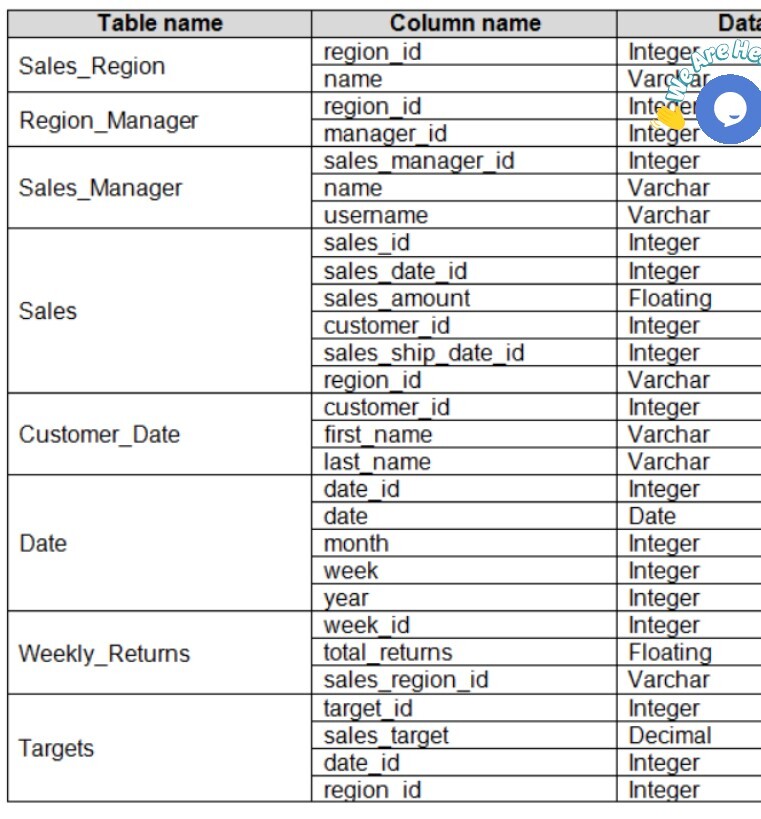 Table name Column name Data
Sales_Region region_id Integer
name Varchar
Region_Manager region_id Integer
manager_id Integer
Sales_Manager sales_manager_id Integer
name Varchar
username Varchar
Sales sales_id Integer
sales_date_id Integer
sales_amount Floating
customer_id Integer
sales_ship_date_id Integer
region_id Varchar
Customer_Date customer_id Integer
first_name Varchar
last_name Varchar
Date date_id Integer
date Date
month Integer
week Integer
year Integer
Weekly_Returns week_id Integer
total_returns Floating
sales_region_id Varchar
Targets target_id Integer
sales_target Decimal
date_id Integer
region_id Integer
We Are He